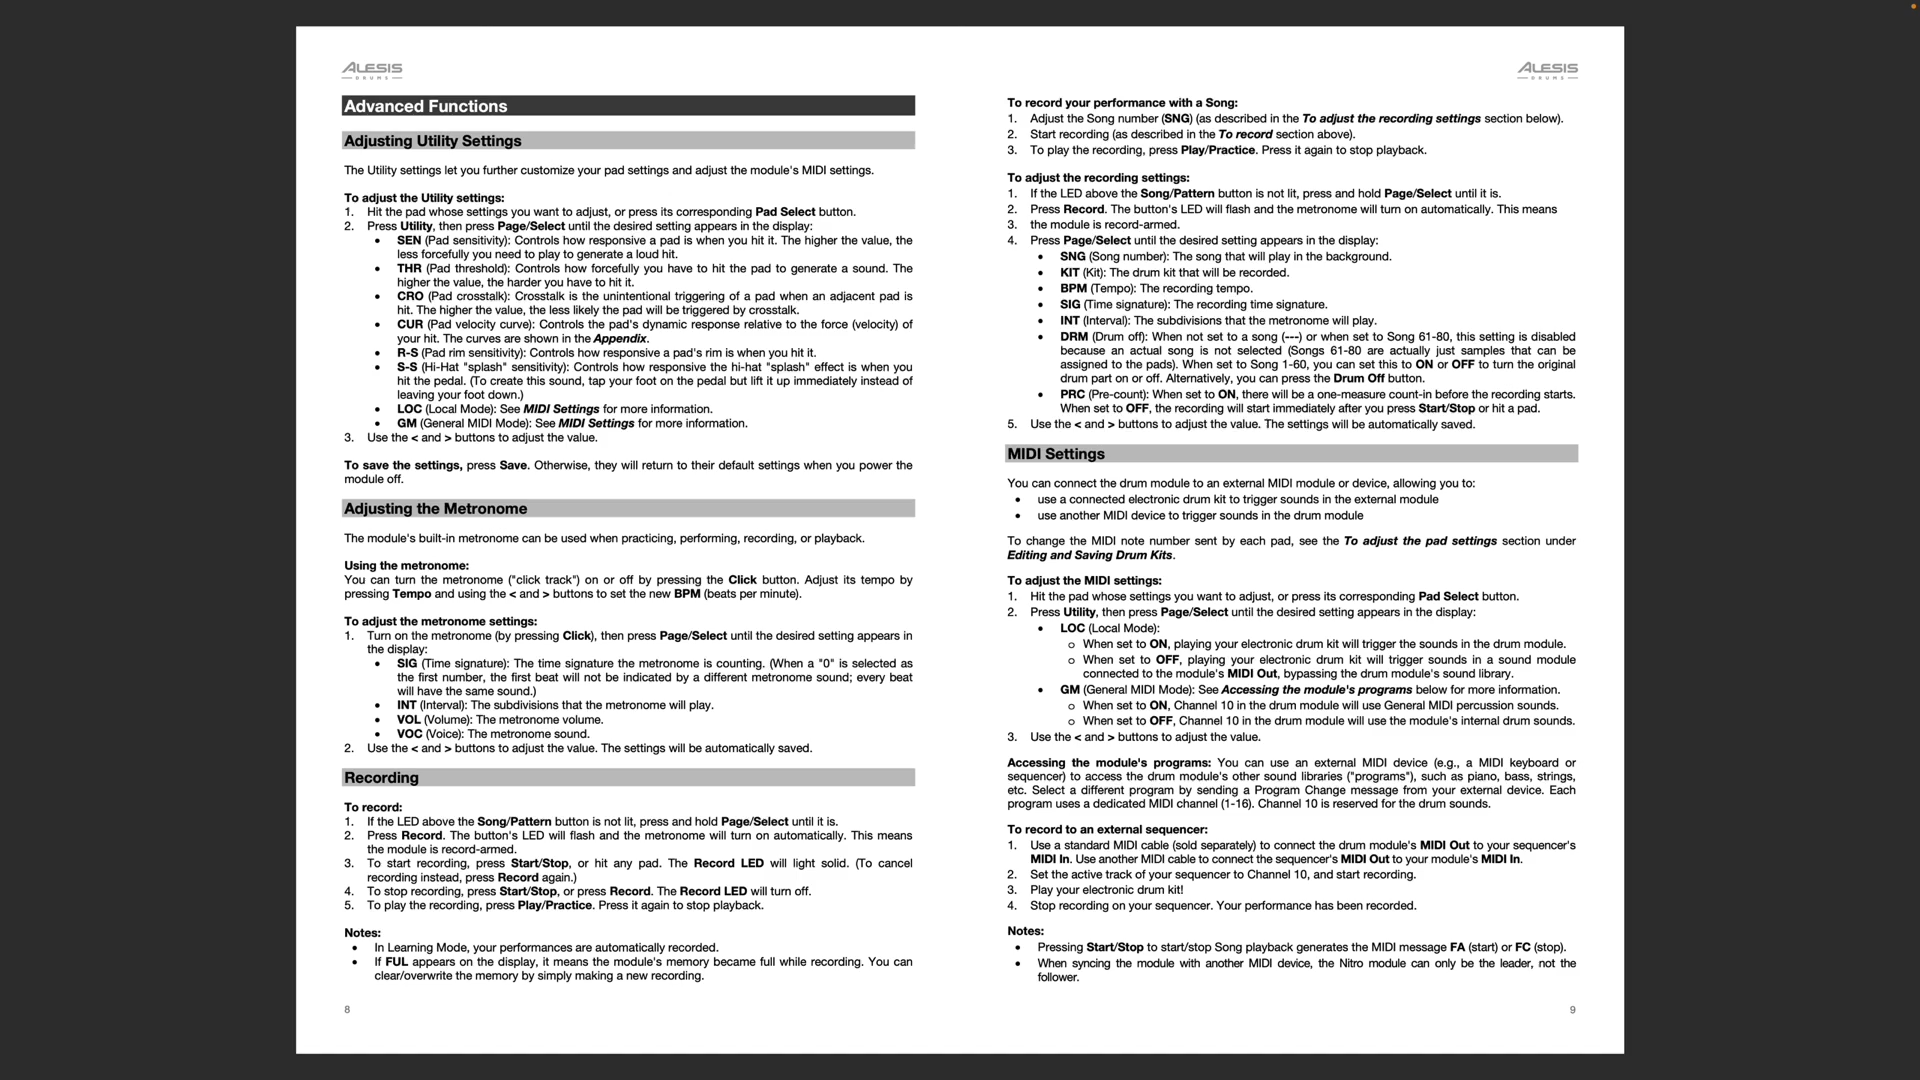 ALESIS
DRUMS
Advanced Functions
Adjusting Utility Settings
The Utility settings let you further customize your pad settings and adjust the module's MIDI settings.
To adjust the Utility settings:
1. Hit the pad whose settings you want to adjust, or press its corresponding Pad Select button.
2. Press Utility, then press Page/Select until the desired setting appears in the display:
• SEN (Pad sensitivity): Controls how responsive a pad is when you hit it. The higher the value, the
less forcefully you need to play to generate a loud hit.
• THR (Pad threshold): Controls how forcefully you have to hit the pad to generate a sound. The
higher the value, the harder you have to hit it.
• CRO (Pad crosstalk): Crosstalk is the unintentional triggering of a pad when an adjacent pad is
hit. The higher the value, the less likely the pad will be triggered by crosstalk.
• CUR (Pad velocity curve): Controls the pad's dynamic response relative to the force (velocity) of
your hit. The curves are shown in the Appendix.
• R-S (Pad rim sensitivity): Controls how responsive a pad's rim is when you hit it.
• S-S (Hi-Hat "splash" sensitivity): Controls how responsive the hi-hat "splash" effect is when you
hit the pedal. (To create this sound, tap your foot on the pedal but lift it up immediately instead of
leaving your foot down.)
• LOC (Local Mode): See MIDI Settings for more information.
• GM (General MIDI Mode): See MIDI Settings for more information.
3. Use the < and > buttons to adjust the value.
To save the settings, press Save. Otherwise, they will return to their default settings when you power the
module off.
Adjusting the Metronome
The module's built-in metronome can be used when practicing, performing, recording, or playback.
Using the metronome:
You can turn the metronome ("click track") on or off by pressing the Click button. Adjust its tempo by
pressing Tempo and using the < and > buttons to set the new BPM (beats per minute).
To adjust the metronome settings:
1. Turn on the metronome (by pressing Click), then press Page/Select until the desired setting appears in
the display:
• SIG (Time signature): The time signature the metronome is counting. (When a "0" is selected as
the first number, the first beat will not be indicated by a different metronome sound; every beat
will have the same sound.)
• INT (Interval): The subdivisions that the metronome will play.
• VOL (Volume): The metronome volume.
• VOC (Voice): The metronome sound.
2. Use the < and > buttons to adjust the value. The settings will be automatically saved.
Recording
To record:
1. If the LED above the Song/Pattern button is not lit, press and hold Page/Select until it is.
2. Press Record. The button's LED will flash and the metronome will turn on automatically. This means
the module is record-armed.
3. To start recording, press Start/Stop, or hit any pad. The Record LED will light solid. (To cancel
recording instead, press Record again.)
4. To stop recording, press Start/Stop, or press Record. The Record LED will turn off.
5. To play the recording, press Play/Practice. Press it again to stop playback.
Notes:
• In Learning Mode, your performances are automatically recorded.
• If FUL appears on the display, it means the module's memory became full while recording. You can
clear/overwrite the memory by simply making a new recording.
8
ALESIS
DRUMS
To record your performance with a Song:
1. Adjust the Song number (SNG) (as described in the To adjust the recording settings section below).
2. Start recording (as described in the To record section above).
3. To play the recording, press Play/Practice. Press it again to stop playback.
To adjust the recording settings:
1. If the LED above the Song/Pattern button is not lit, press and hold Page/Select until it is.
2. Press Record. The button's LED will flash and the metronome will turn on automatically. This means
3. the module is record-armed.
4. Press Page/Select until the desired setting appears in the display:
• SNG (Song number): The song that will play in the background.
• KIT (Kit): The drum kit that will be recorded.
• BPM (Tempo): The recording tempo.
• SIG (Time signature): The recording time signature.
• INT (Interval): The subdivisions that the metronome will play.
• DRM (Drum off): When not set to a song (---) or when set to Song 61-80, this setting is disabled
because an actual song is not selected (Songs 61-80 are actually just samples that can be
assigned to the pads). When set to Song 1-60, you can set this to ON or OFF to turn the original
drum part on or off. Alternatively, you can press the Drum Off button.
• PRC (Pre-count): When set to ON, there will be a one-measure count-in before the recording starts.
When set to OFF, the recording will start immediately after you press Start/Stop or hit a pad.
5. Use the < and > buttons to adjust the value. The settings will be automatically saved.
MIDI Settings
You can connect the drum module to an external MIDI module or device, allowing you to:
• use a connected electronic drum kit to trigger sounds in the external module
• use another MIDI device to trigger sounds in the drum module
To change the MIDI note number sent by each pad, see the To adjust the pad settings section under
Editing and Saving Drum Kits.
To adjust the MIDI settings:
1. Hit the pad whose settings you want to adjust, or press its corresponding Pad Select button.
2. Press Utility, then press Page/Select until the desired setting appears in the display:
• LOC (Local Mode):
o When set to ON, playing your electronic drum kit will trigger the sounds in the drum module.
o When set to OFF, playing your electronic drum kit will trigger sounds in a sound module
connected to the module's MIDI Out, bypassing the drum module's sound library.
• GM (General MIDI Mode): See Accessing the module's programs below for more information.
o When set to ON, Channel 10 in the drum module will use General MIDI percussion sounds.
o When set to OFF, Channel 10 in the drum module will use the module's internal drum sounds.
3. Use the < and > buttons to adjust the value.
Accessing the module's programs: You can use an external MIDI device (e.g., a MIDI keyboard or
sequencer) to access the drum module's other sound libraries ("programs"), such as piano, bass, strings,
etc. Select a different program by sending a Program Change message from your external device. Each
program uses a dedicated MIDI channel (1-16). Channel 10 is reserved for the drum sounds.
To record to an external sequencer:
1. Use a standard MIDI cable (sold separately) to connect the drum module's MIDI Out to your sequencer's
MIDI In. Use another MIDI cable to connect the sequencer's MIDI Out to your module's MIDI In.
2. Set the active track of your sequencer to Channel 10, and start recording.
3. Play your electronic drum kit!
4. Stop recording on your sequencer. Your performance has been recorded.
Notes:
• Pressing Start/Stop to start/stop Song playback generates the MIDI message FA (start) or FC (stop).
• When syncing the module with another MIDI device, the Nitro module can only be the leader, not the
follower.
9